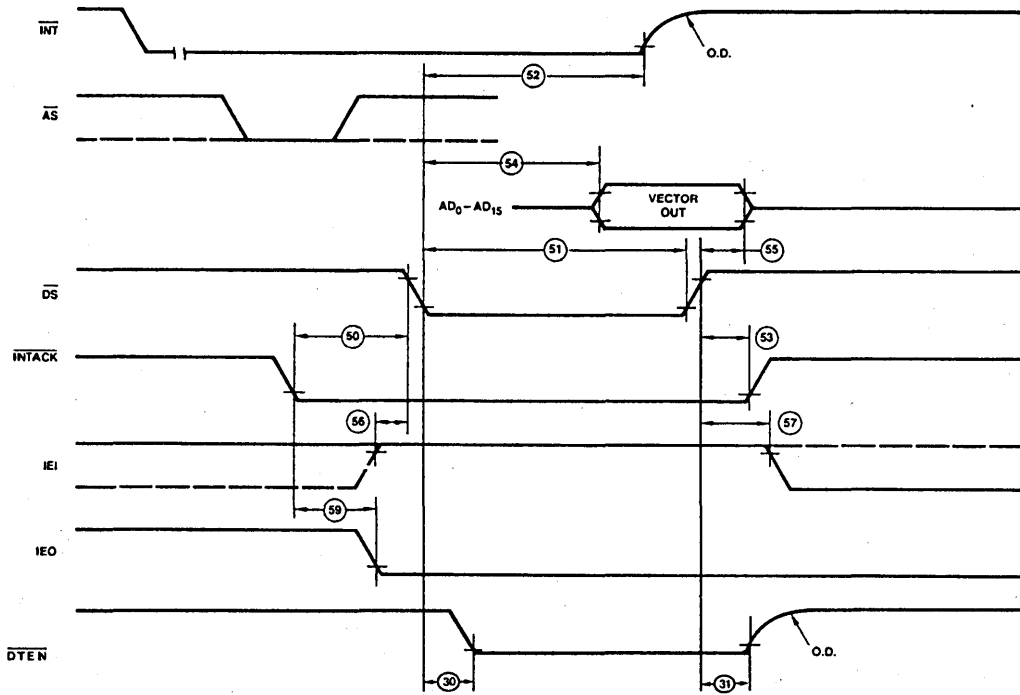 INT
O.D.
52
AS
54
AD0-AD15
VECTOR
OUT
51
55
DS
50
53
INTACK
56
57
IEI
59
IEO
DTEN
O.D.
30
31